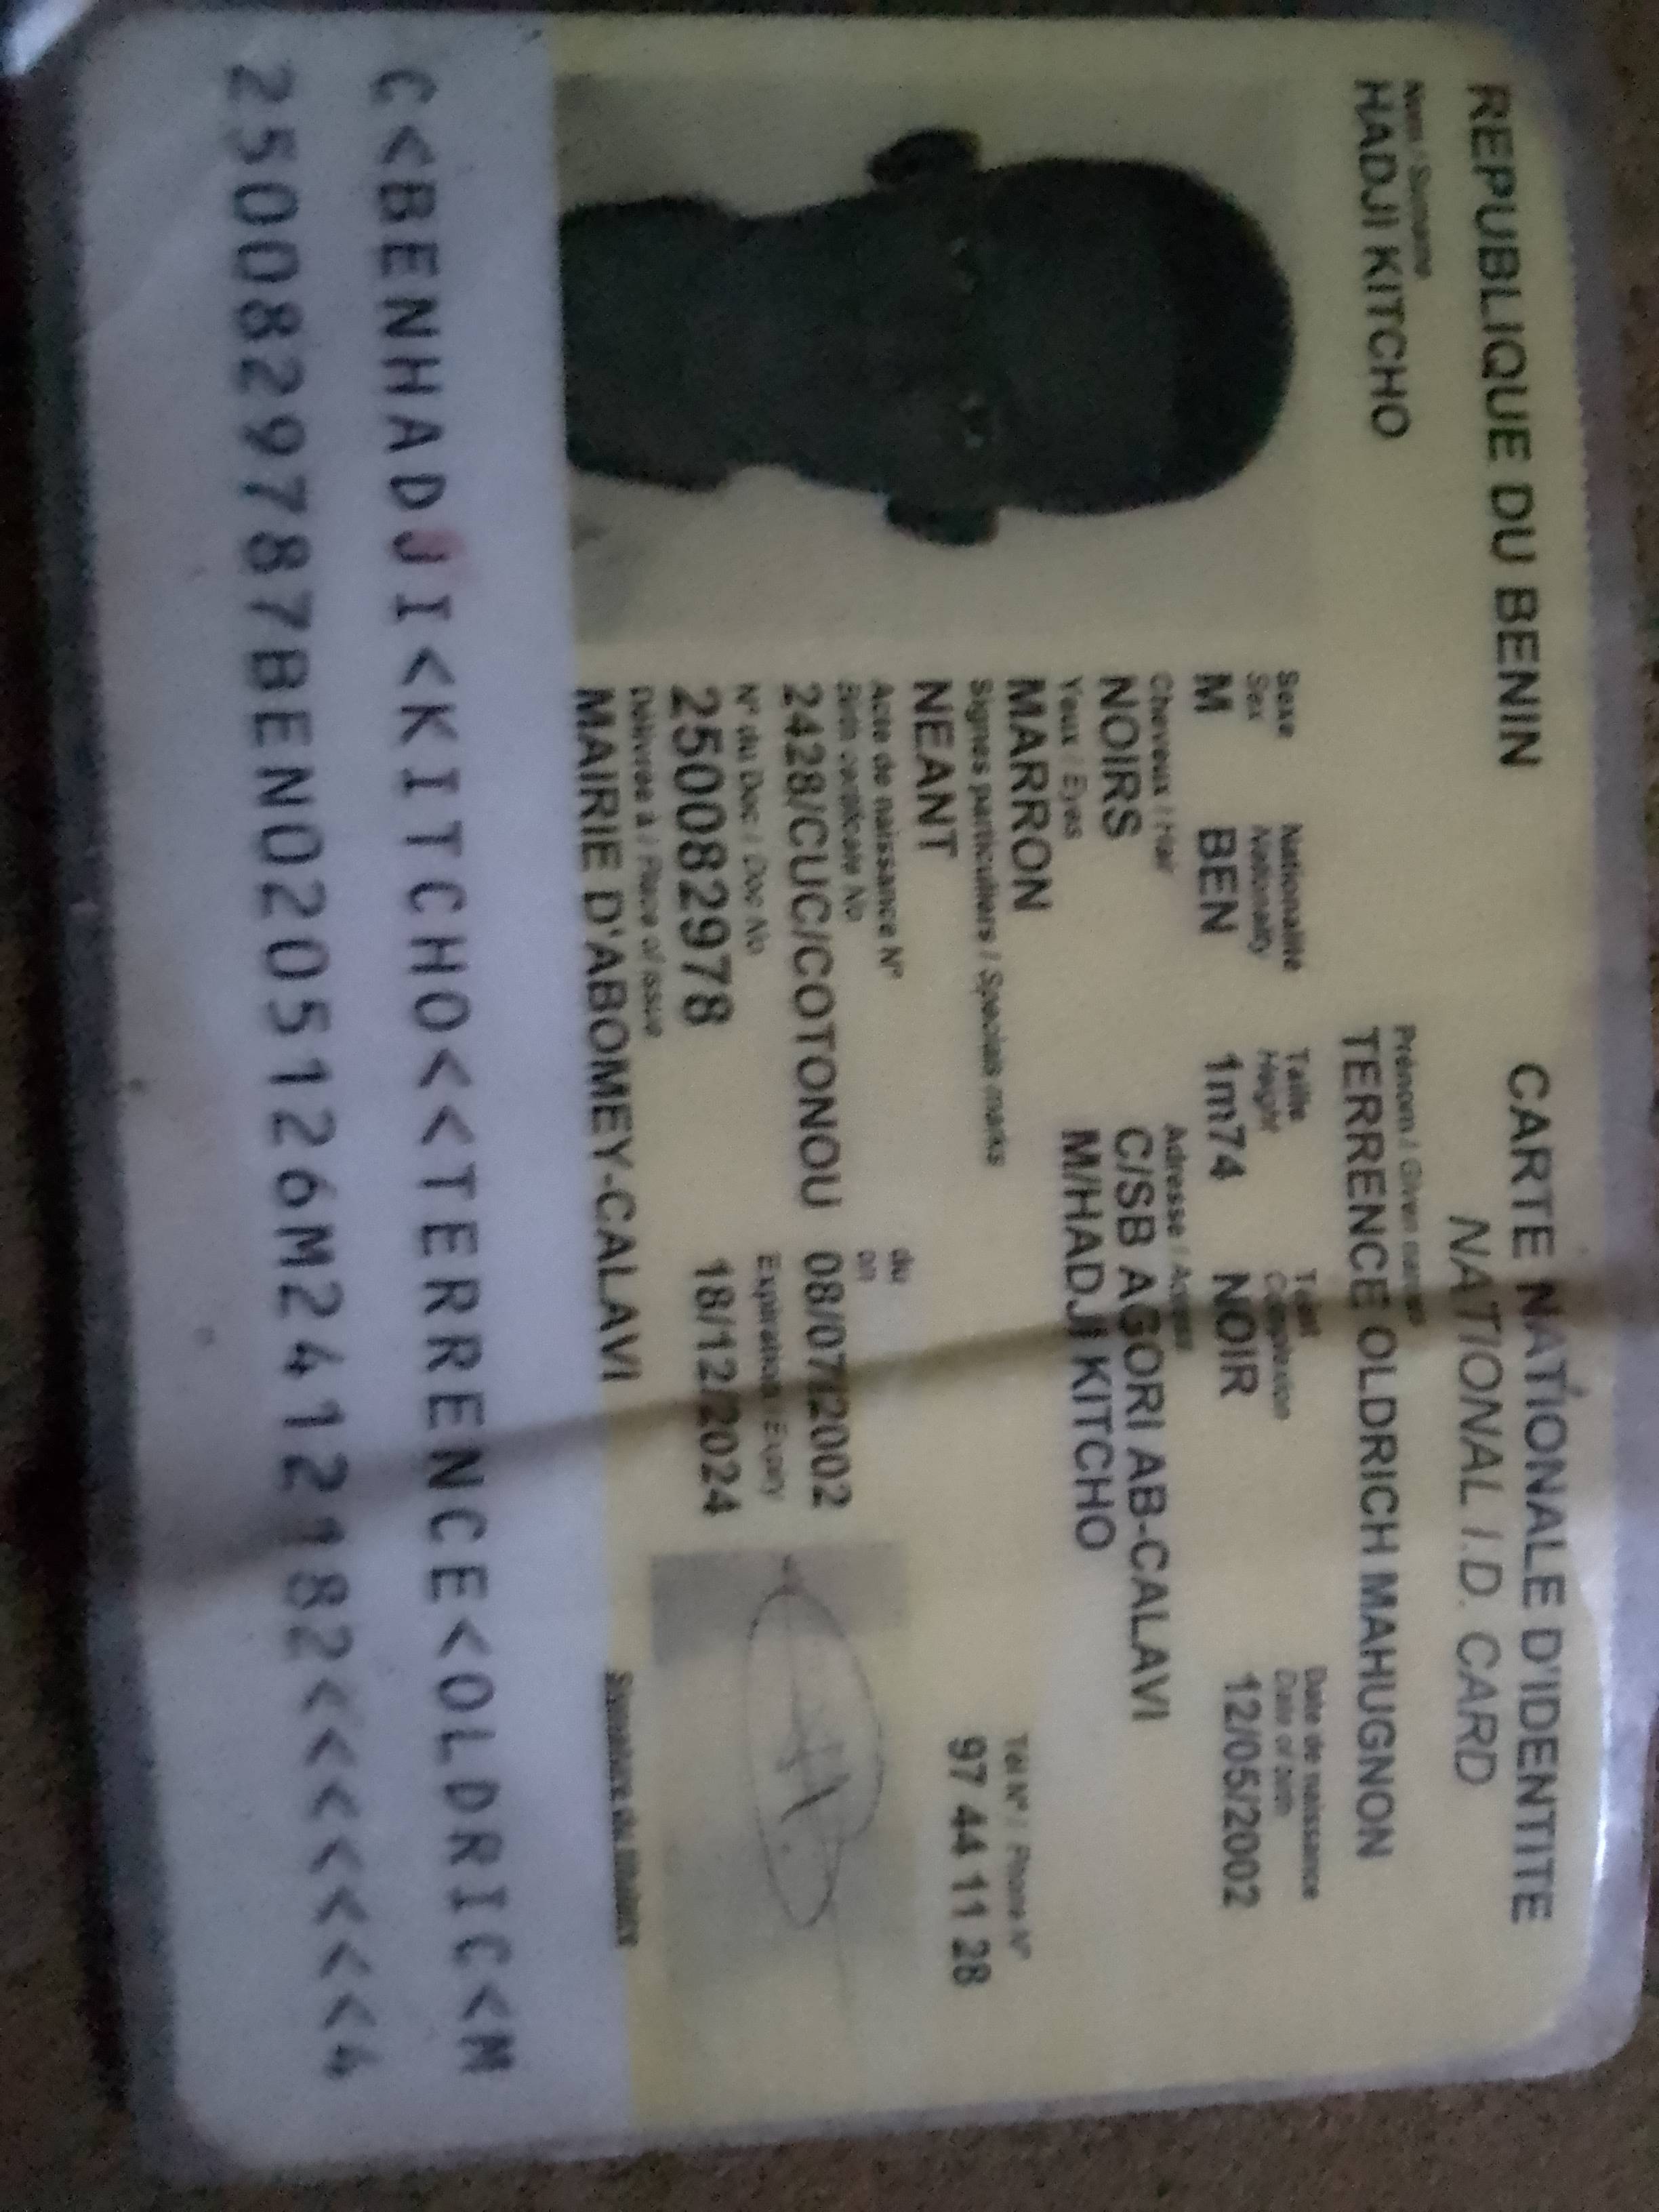 REPUBLIQUE DU BENIN
CARTE NATIONALE D'IDENTITE
NATIONAL I.D. CARD
Nom / Surname
HADJI KITCHO
Prénom / Given names
TERRENCE OLDRICH MAHUGNON
Sexe Nationalité Taille Teint Date de naissance
Sex Nationality Height Complexion Date of birth
M BEN 1m74 NOIR 12/05/2002
Cheveux / Hair
NOIRS
Adresse / Adress
C/SB AGORI AB-CALAVI
M/HADJI KITCHO
Yeux / Eyes
MARRON
Signes particuliers / Specials marks
NEANT
Tél N° / Phone N°
97 44 11 28
Acte de naissance N° du
Birth certificate No on
2428/CUC/COTONOU 08/07/2002
N° du Doc / Doc No Expiration / Expiry
250082978 18/12/2024
Délivrée à / Place of issue
MAIRIE D'ABOMEY-CALAVI
Signature du titulaire
C<BENHADJI<KITCHO<<TERRENCE<OLDRIC<M
2500829787BEN0205126M2412182<<<<<<<4